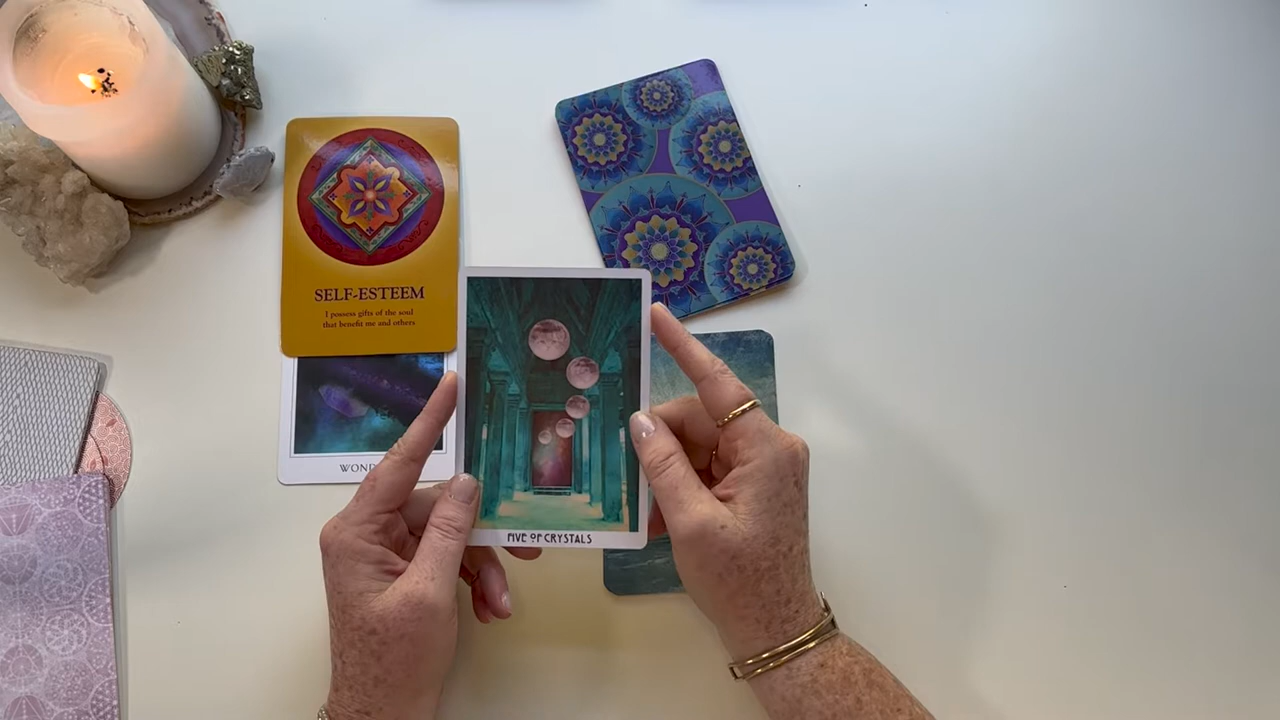 SELF-ESTEEM
I possess gifts of the soul
that benefit me and others
FIVE OF CRYSTALS